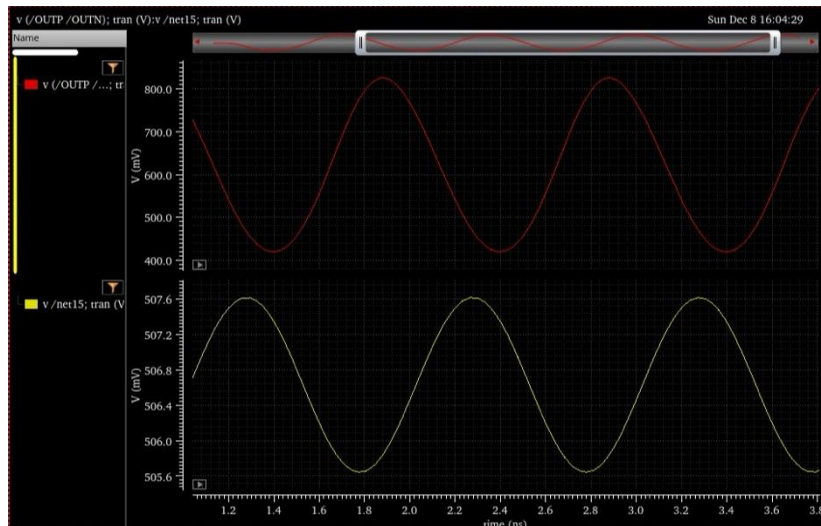 v (/OUTP /OUTN); tran (V):v /net15; tran (V)
Sun Dec 8 16:04:29
Name
v (/OUTP /...; tra
800.0
700.0
600.0
500.0
400.0
V (mV)
v /net15; tran (V
507.6
507.2
506.8
506.4
506.0
505.6
V (mV)
1.2 1.4 1.6 1.8 2.0 2.2 2.4 2.6 2.8 3.0 3.2 3.4 3.6 3.8
time (ns)